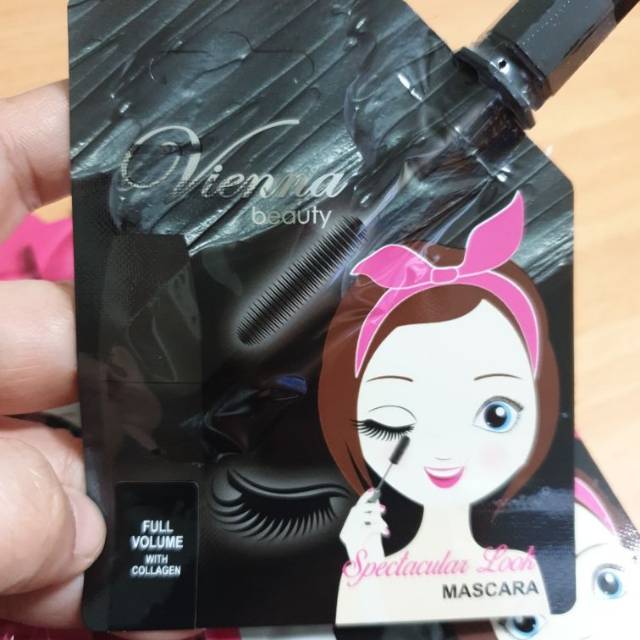 Vienna
beauty
FULL
VOLUME
WITH
COLLAGEN
Spectacular Look
MASCARA